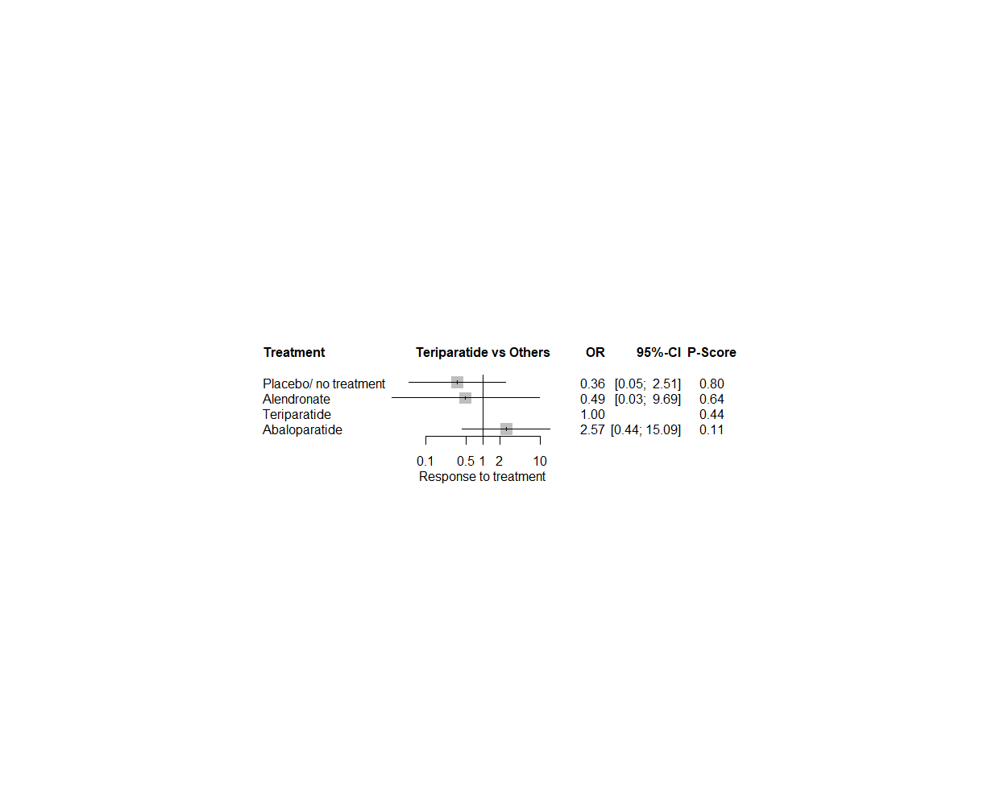 Treatment Teriparatide vs Others OR 95%-CI P-Score
Placebo/ no treatment 0.36 [0.05; 2.51] 0.80
Alendronate 0.49 [0.03; 9.69] 0.64
Teriparatide 1.00 0.44
Abaloparatide 2.57 [0.44; 15.09] 0.11
0.1 0.5 1 2 10
Response to treatment